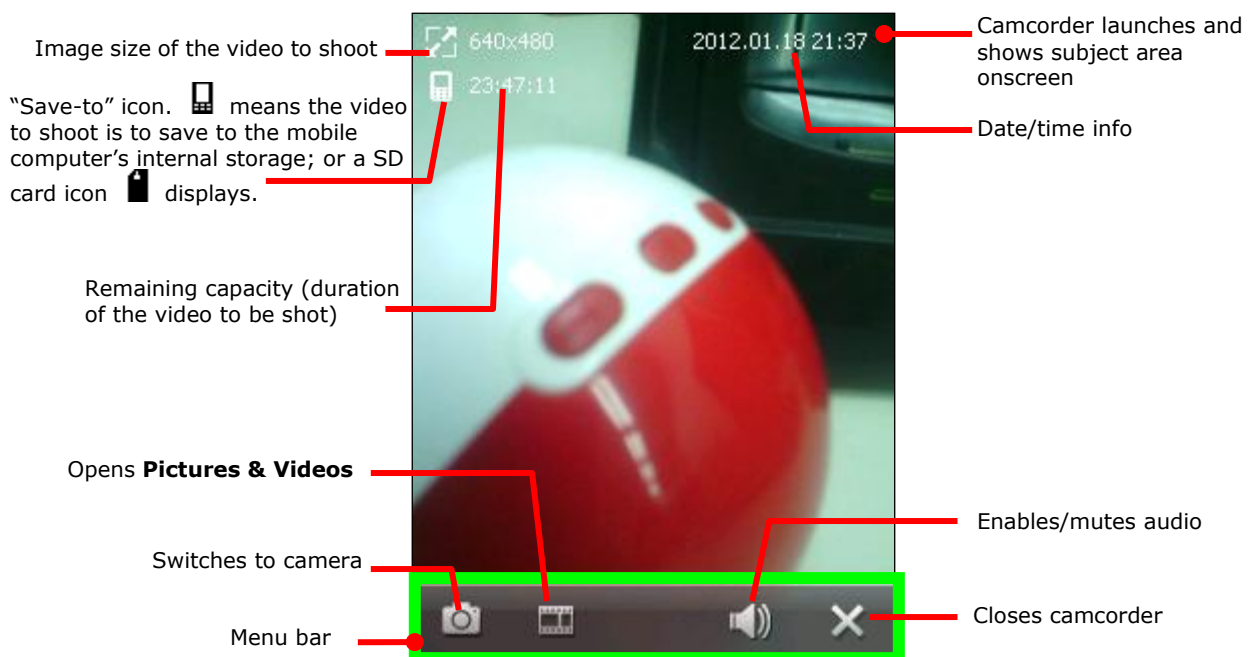 Image size of the video to shoot
"Save-to" icon. means the video
to shoot is to save to the mobile
computer's internal storage; or a SD
card icon displays.
Remaining capacity (duration
of the video to be shot)
Opens Pictures & Videos
Switches to camera
Menu bar
640x480
2012.01.18 21:37
23:47:11
Camcorder launches and
shows subject area
onscreen
Date/time info
Enables/mutes audio
Closes camcorder